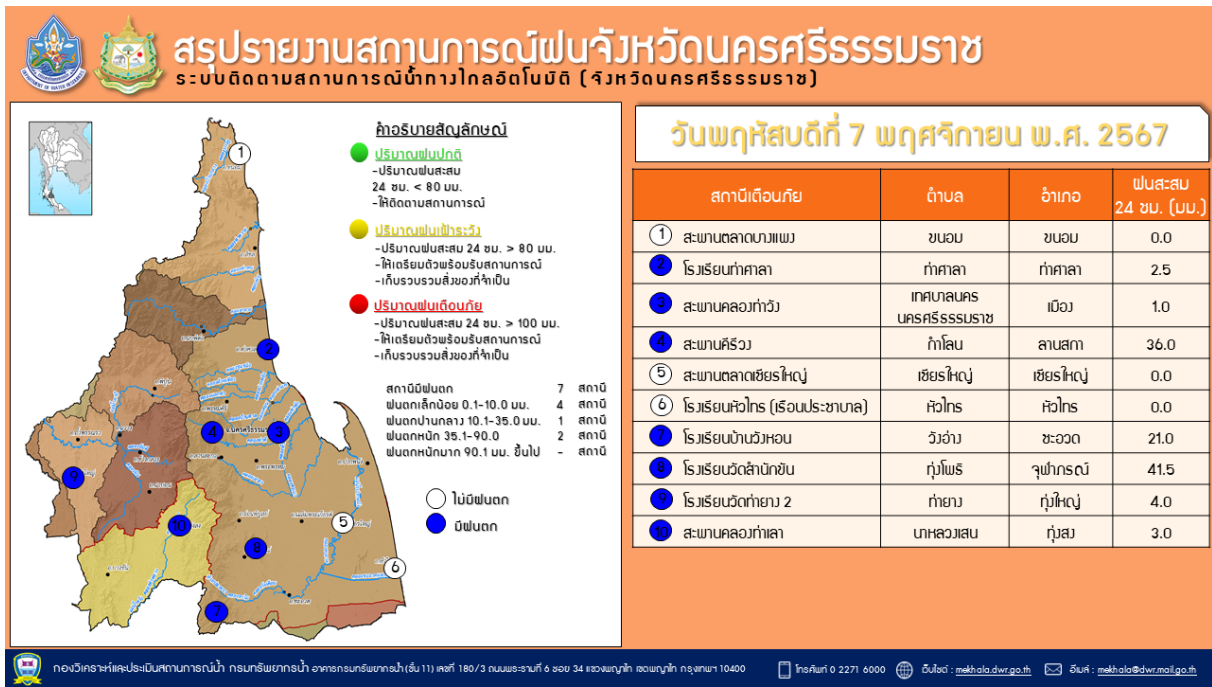 สรุปรายงานสถานการณ์ฝนจังหวัดนครศรีธรรมราช
ระบบติดตามสถานการณ์น้ำทางไกลอัตโนมัติ (จังหวัดนครศรีธรรมราช)
คำอธิบายสัญลักษณ์
ปริมาณฝนปกติ
-ปริมาณฝนสะสม
24 ชม. < 80 มม.
-ให้ติดตามสถานการณ์
ปริมาณฝนเฝ้าระวัง
-ปริมาณฝนสะสม 24 ชม. > 80 มม.
-ให้เตรียมตัวพร้อมรับสถานการณ์
-เก็บรวบรวมสิ่งของที่จำเป็น
ปริมาณฝนเตือนภัย
-ปริมาณฝนสะสม 24 ชม. > 100 มม.
-ให้เตรียมตัวพร้อมรับสถานการณ์
-เก็บรวบรวมสิ่งของที่จำเป็น
สถานีมีฝนตก 7 สถานี
ฝนตกเล็กน้อย 0.1-10.0 มม. 4 สถานี
ฝนตกปานกลาง 10.1-35.0 มม. 1 สถานี
ฝนตกหนัก 35.1-90.0 2 สถานี
ฝนตกหนักมาก 90.1 มม. ขึ้นไป - สถานี
ไม่มีฝนตก
มีฝนตก
1
2
4
3
9
5
10
8
6
7
วันพฤหัสบดีที่ 7 พฤศจิกายน พ.ศ. 2567
สถานีเตือนภัย ตำบล อำเภอ ฝนสะสม
24 ชม. (มม.)
1 สะพานตลาดบางแพง ขนอม ขนอม 0.0
2 โรงเรียนท่าศาลา ท่าศาลา ท่าศาลา 2.5
3 สะพานคลองท่าวัง เทศบาลนคร
นครศรีธรรมราช เมือง 1.0
4 สะพานคีรีวง กำโลน ลานสกา 36.0
5 สะพานตลาดเชียรใหญ่ เชียรใหญ่ เชียรใหญ่ 0.0
6 โรงเรียนหัวไทร (เรือนประชาบาล) หัวไทร หัวไทร 0.0
7 โรงเรียนบ้านวังหอน วังอ่าง ชะอวด 21.0
8 โรงเรียนวัดสำนักขัน ทุ่งโพธิ จุฬาภรณ์ 41.5
9 โรงเรียนวัดท่ายาง 2 ท่ายาง ทุ่งใหญ่ 4.0
10 สะพานคลองท่าเลา นาหลวงเสน ทุ่งสง 3.0
กองวิเคราะห์และประเมินสถานการณ์น้ำ กรมทรัพยากรน้ำ อาคารกรมทรัพยากรน้ำ (ชั้น 11) เลขที่ 180/3 ถนนพระรามที่ 6 ซอย 34 แขวงพญาไท เขตพญาไท กรุงเทพฯ 10400
โทรศัพท์ 0 2271 6000
เว็บไซต์ : mekhala.dwr.go.th
อีเมล์ : mekhala@dwr.mail.go.th